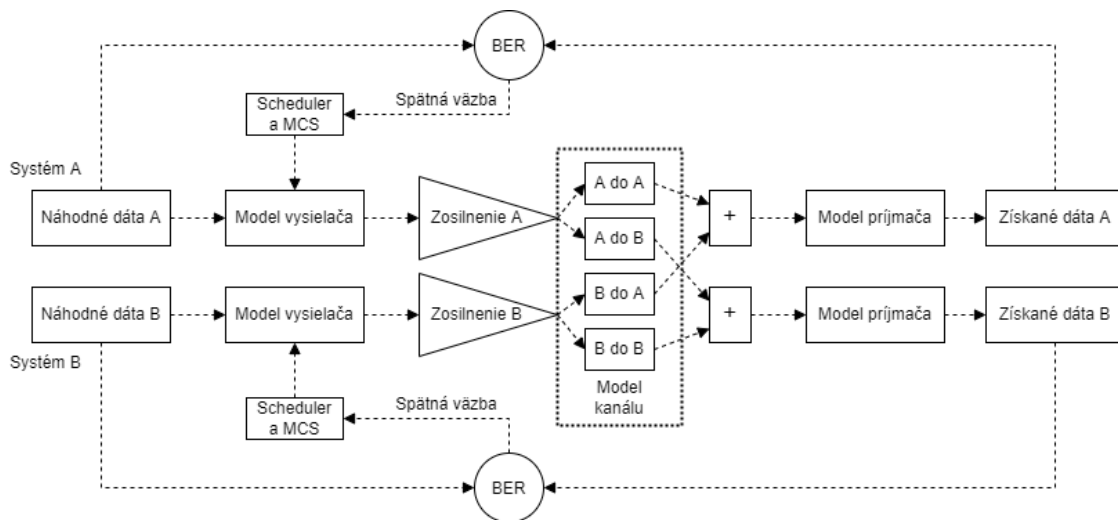 BER
Spätná väzba
Scheduler
a MCS
Systém A
Náhodné dáta A
Model vysielača
Zosilnenie A
A do A
A do B
+
Model príjmača
Získané dáta A
Náhodné dáta B
Model vysielača
Zosilnenie B
B do A
B do B
+
Model príjmača
Získané dáta B
Systém B
Model
kanálu
Scheduler
a MCS
Spätná väzba
BER